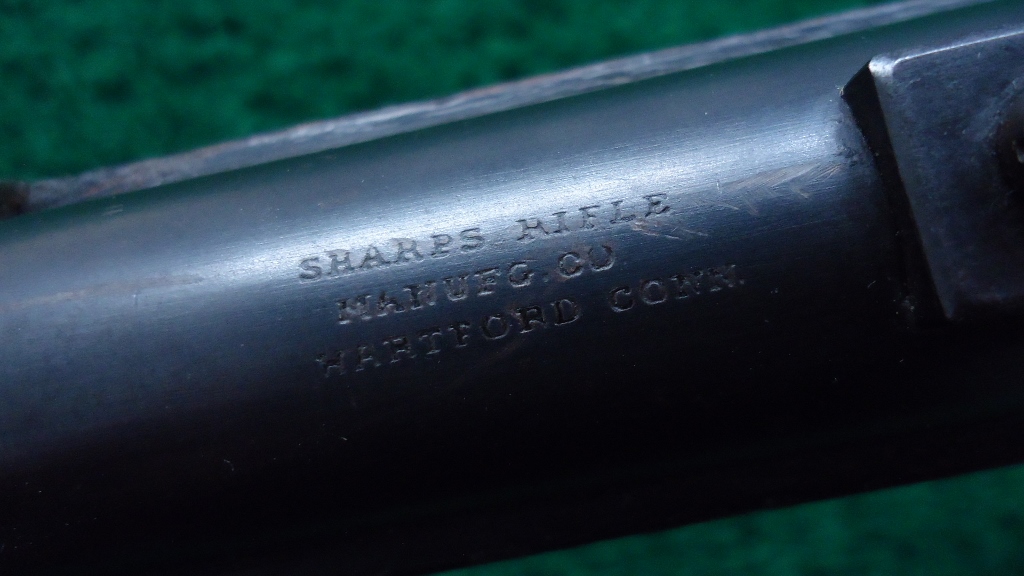 SHARPS RIFLE
MANUFG. CO
HARTFORD CONN.